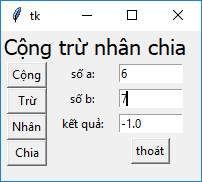 tk
Cộng trừ nhân chia
Cộng số a: 6
Trừ số b: 7
Nhân kết quả: -1.0
Chia thoát